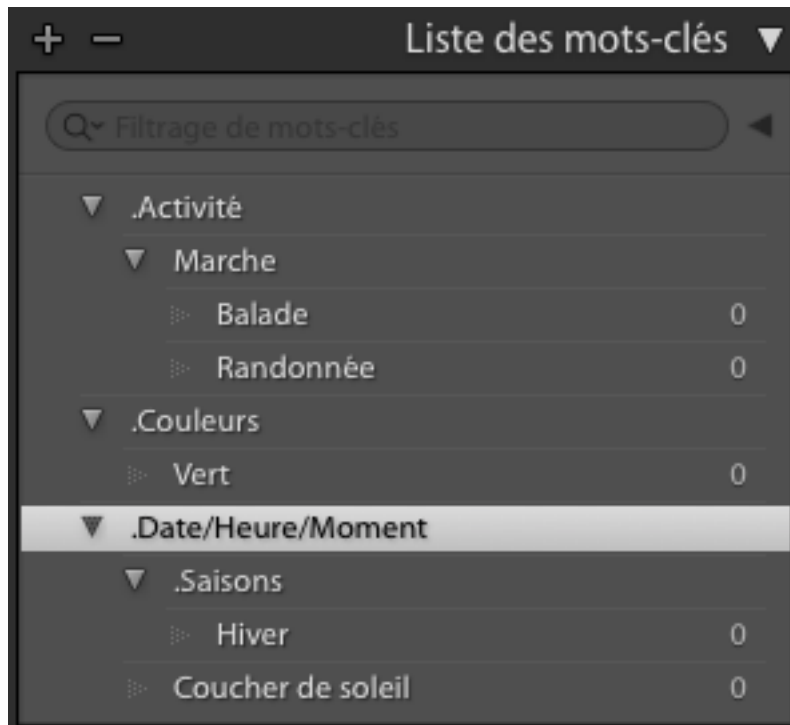 Liste des mots-clés
Filtrage de mots-clés
.Activité
Marche
Balade 0
Randonnée 0
.Couleurs
Vert 0
.Date/Heure/Moment
.Saisons
Hiver 0
Coucher de soleil 0